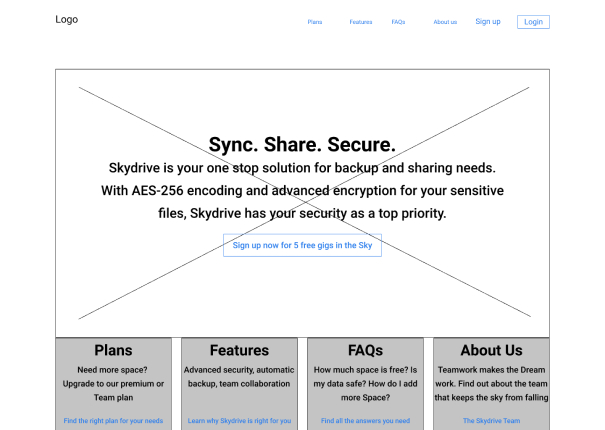 Logo
Plans Features FAQs About us Sign up Login
Sync. Share. Secure.
Skydrive is your one stop solution for backup and sharing needs.
With AES-256 encoding and advanced encryption for your sensitive
files, Skydrive has your security as a top priority.
Sign up now for 5 free gigs in the Sky
Plans
Need more space?
Upgrade to our premium or
Team plan
Find the right plan for your needs
Features
Advanced security, automatic
backup, team collaboration
Learn why Skydrive is right for you
FAQs
How much space is free? Is
my data safe? How do I add
more Space?
Find all the answers you need
About Us
Teamwork makes the Dream
work. Find out about the team
that keeps the sky from falling
The Skydrive Team